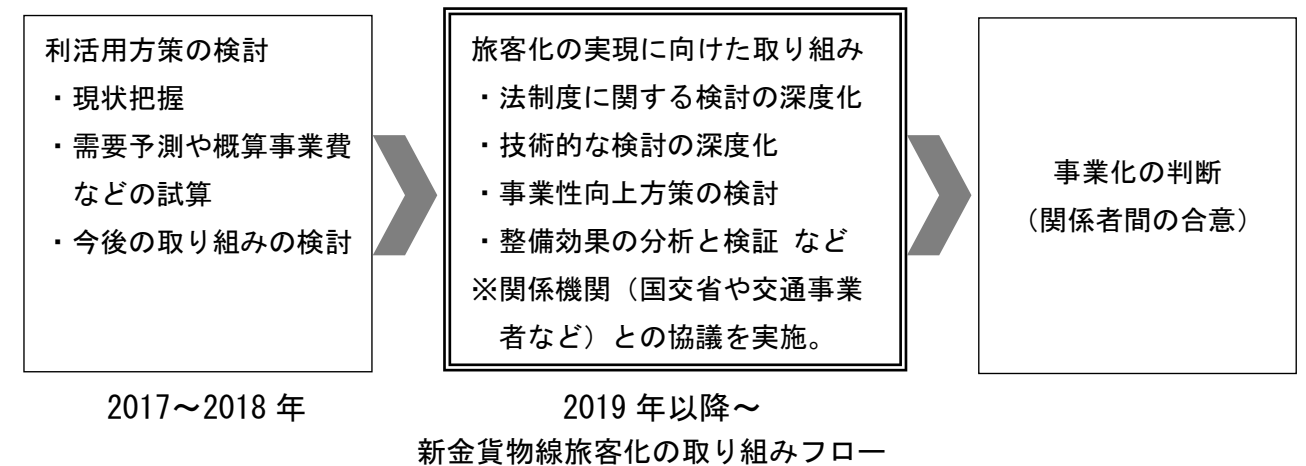 利活用方策の検討
・現状把握
・需要予測や概算事業費
などの試算
・今後の取り組みの検討
旅客化の実現に向けた取り組み
・法制度に関する検討の深度化
・技術的な検討の深度化
・事業性向上方策の検討
・整備効果の分析と検証 など
※関係機関（国交省や交通事業
者など）との協議を実施。
事業化の判断
（関係者間の合意）
2017～2018 年
2019 年以降～
新金貨物線旅客化の取り組みフロー